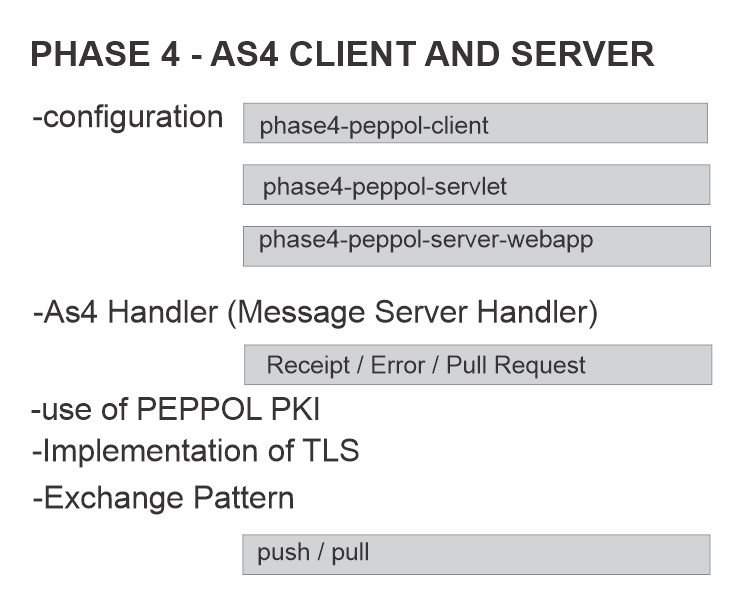 PHASE 4 - AS4 CLIENT AND SERVER
-configuration
phase4-peppol-client
phase4-peppol-servlet
phase4-peppol-server-webapp
-As4 Handler (Message Server Handler)
Receipt / Error / Pull Request
-use of PEPPOL PKI
-Implementation of TLS
-Exchange Pattern
push / pull